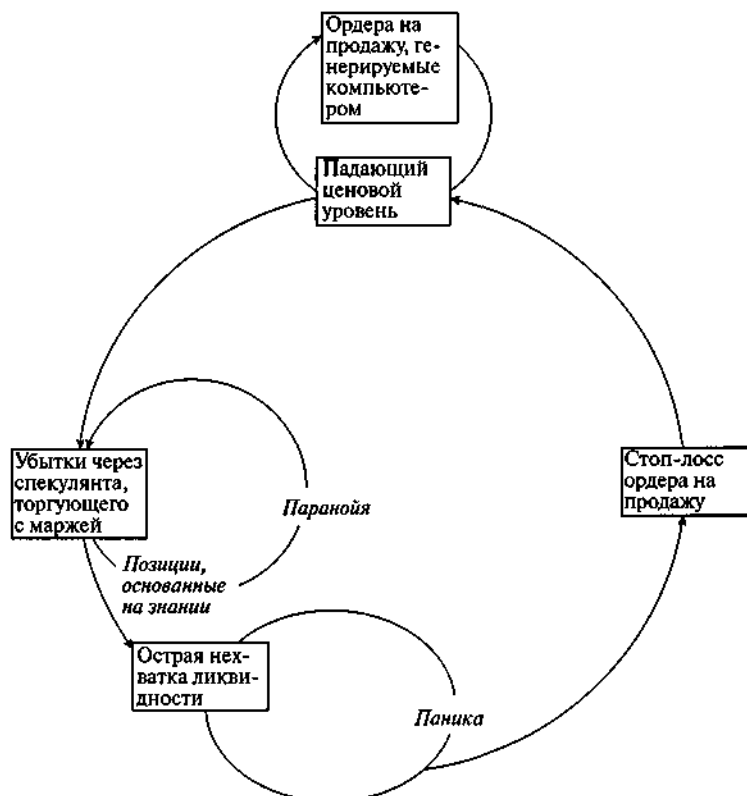 Ордера на
продажу, ге-
нерируемые
компьюте-
ром
Падающий
ценовой
уровень
Убытки через
спекулянта,
торгующего
с маржей
Паранойя
Стоп-лосс
ордера на
продажу
Позиции,
основанные
на знании
Острая нех-
ватка ликви-
дности
Паника